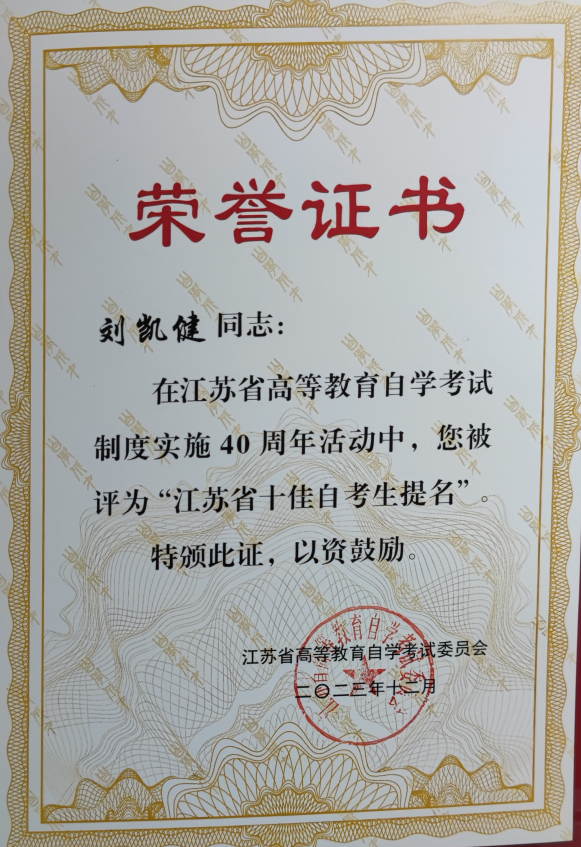 荣誉证书
刘凯健 同志：
在江苏省高等教育自学考试
制度实施 40 周年活动中，您被
评为“江苏省十佳自考生提名”。
特颁此证，以资鼓励。
江苏省高等教育自学考试委员会
二〇二三年十二月